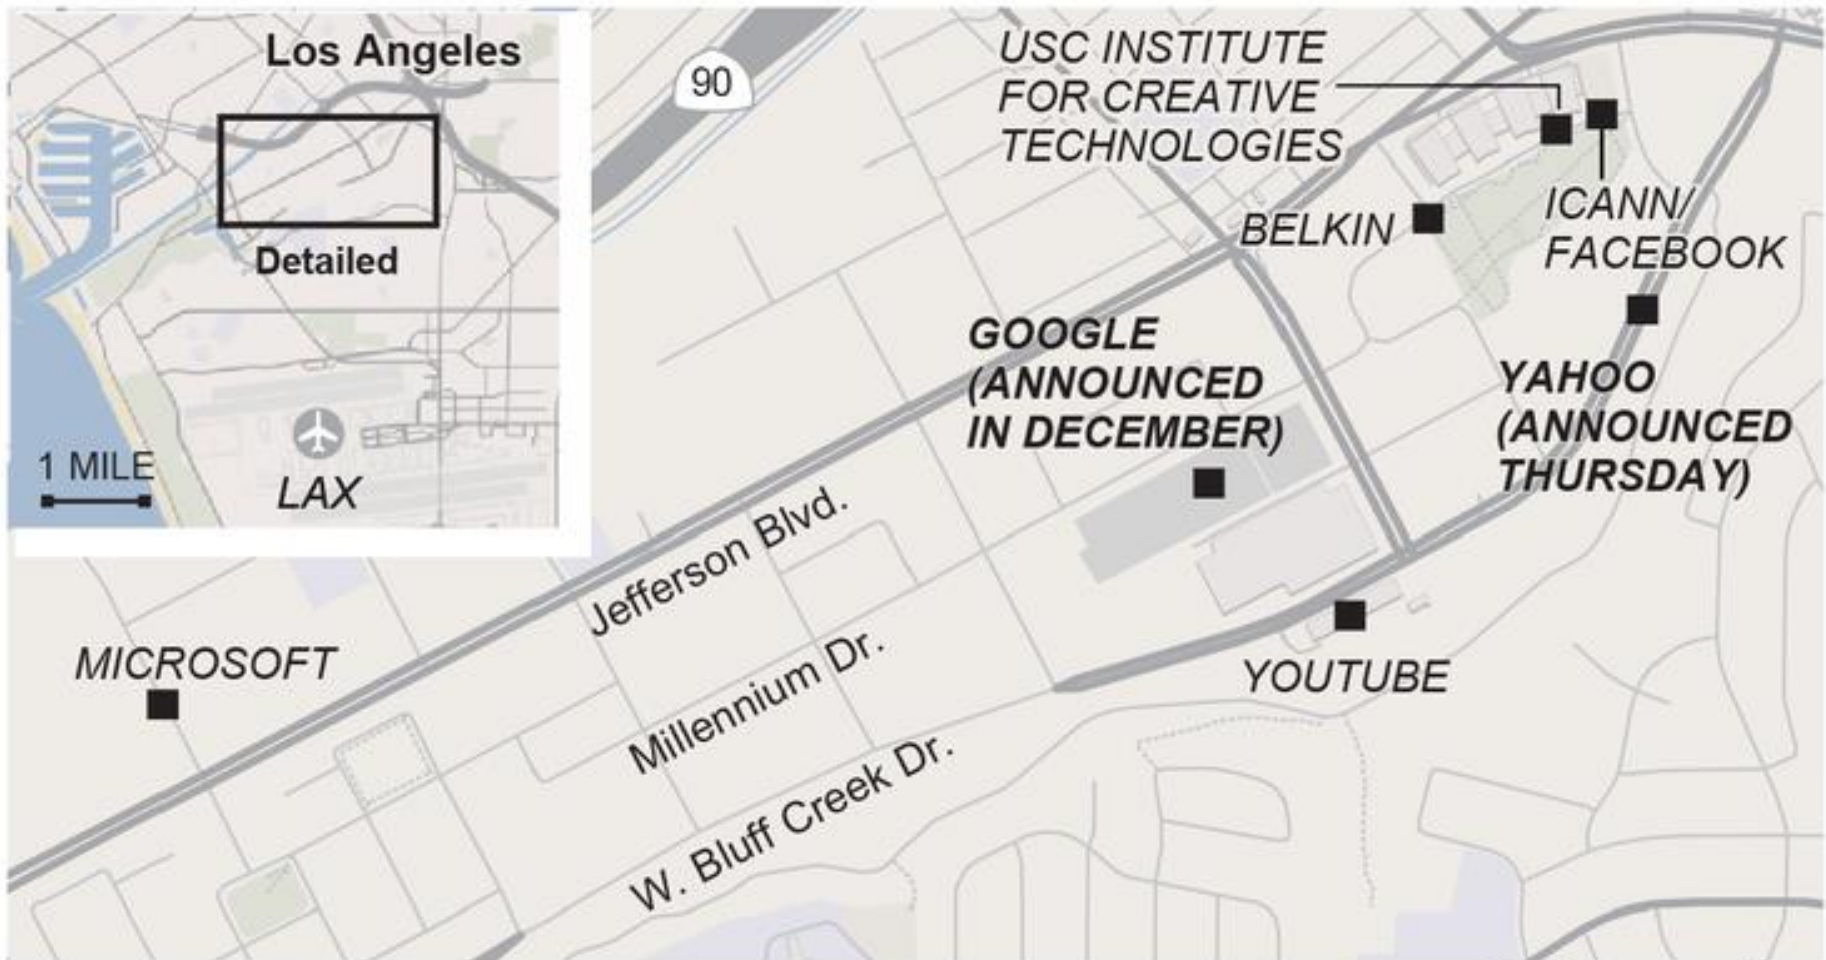 Los Angeles
Detailed
1 MILE
LAX
90
USC INSTITUTE
FOR CREATIVE
TECHNOLOGIES
ICANN/
FACEBOOK
BELKIN
GOOGLE
(ANNOUNCED
IN DECEMBER)
YAHOO
(ANNOUNCED
THURSDAY)
Jefferson Blvd.
Millennium Dr.
W. Bluff Creek Dr.
MICROSOFT
YOUTUBE